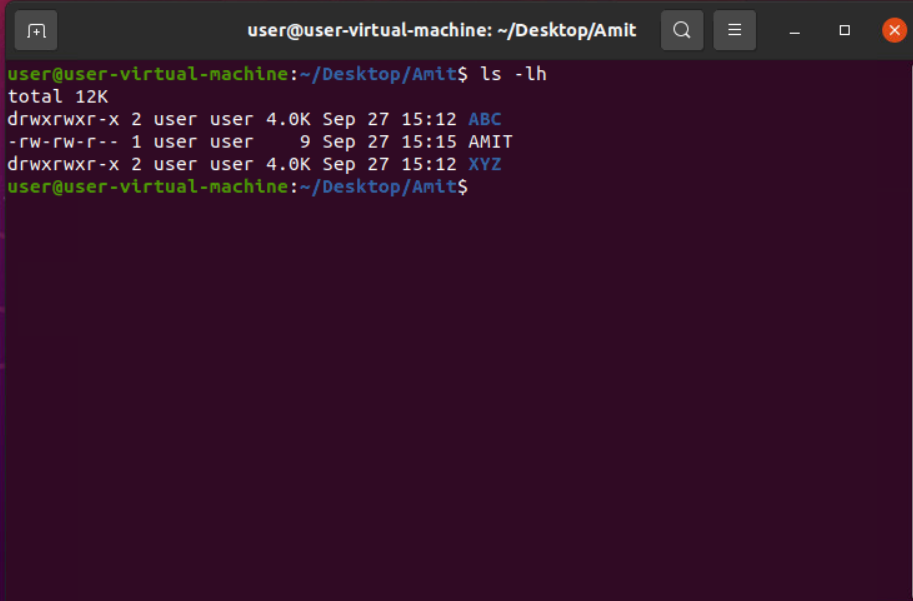 user@user-virtual-machine: ~/Desktop/Amit
user@user-virtual-machine:~/Desktop/Amit$ ls -lh
total 12K
drwxrwxr-x 2 user user 4.0K Sep 27 15:12 ABC
-rw-rw-r-- 1 user user    9 Sep 27 15:15 AMIT
drwxrwxr-x 2 user user 4.0K Sep 27 15:12 XYZ
user@user-virtual-machine:~/Desktop/Amit$